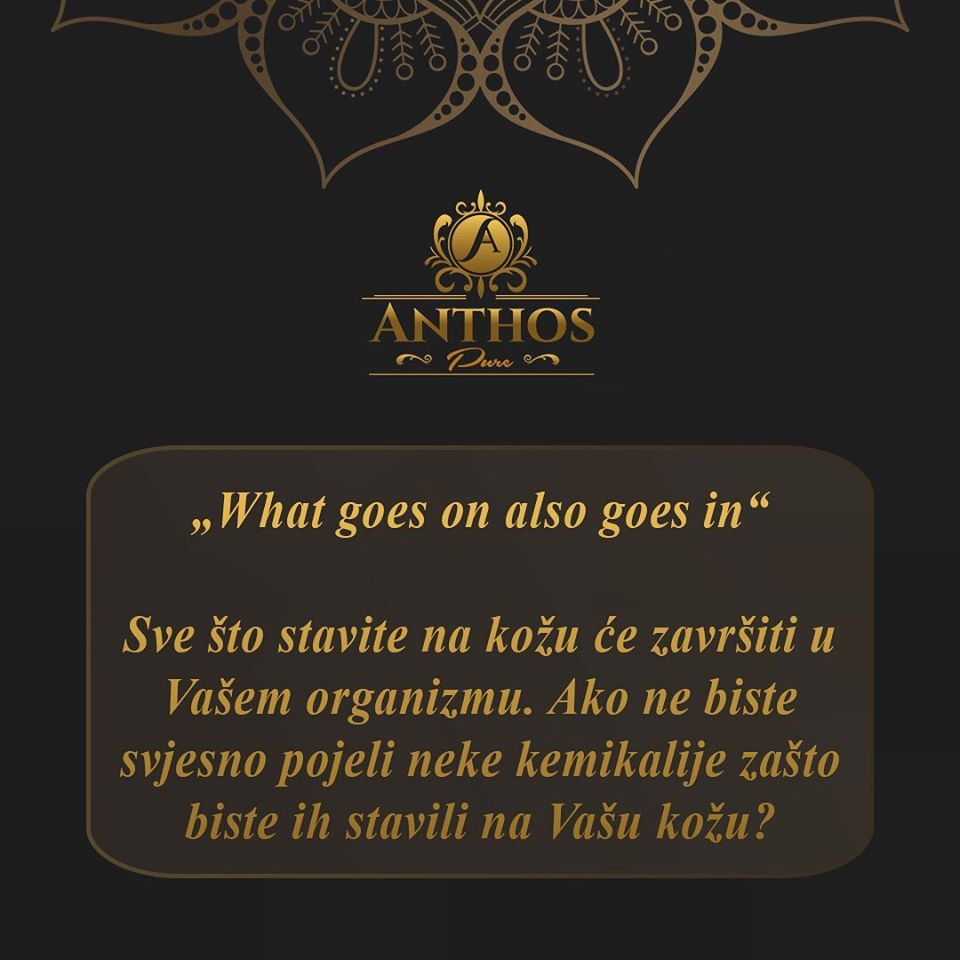 A
ANTHOS
Pure
„What goes on also goes in“
Sve što stavite na kožu će završiti u
Vašem organizmu. Ako ne biste
svjesno pojeli neke kemikalije zašto
biste ih stavili na Vašu kožu?